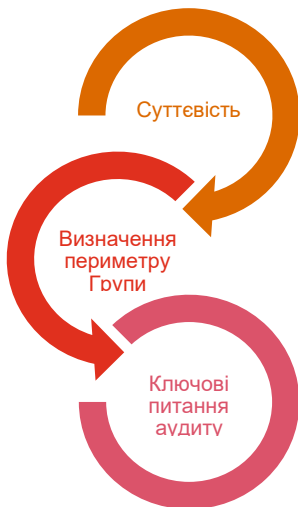 Суттєвість
Визначення
периметру
Групи
Ключові
питання
аудиту